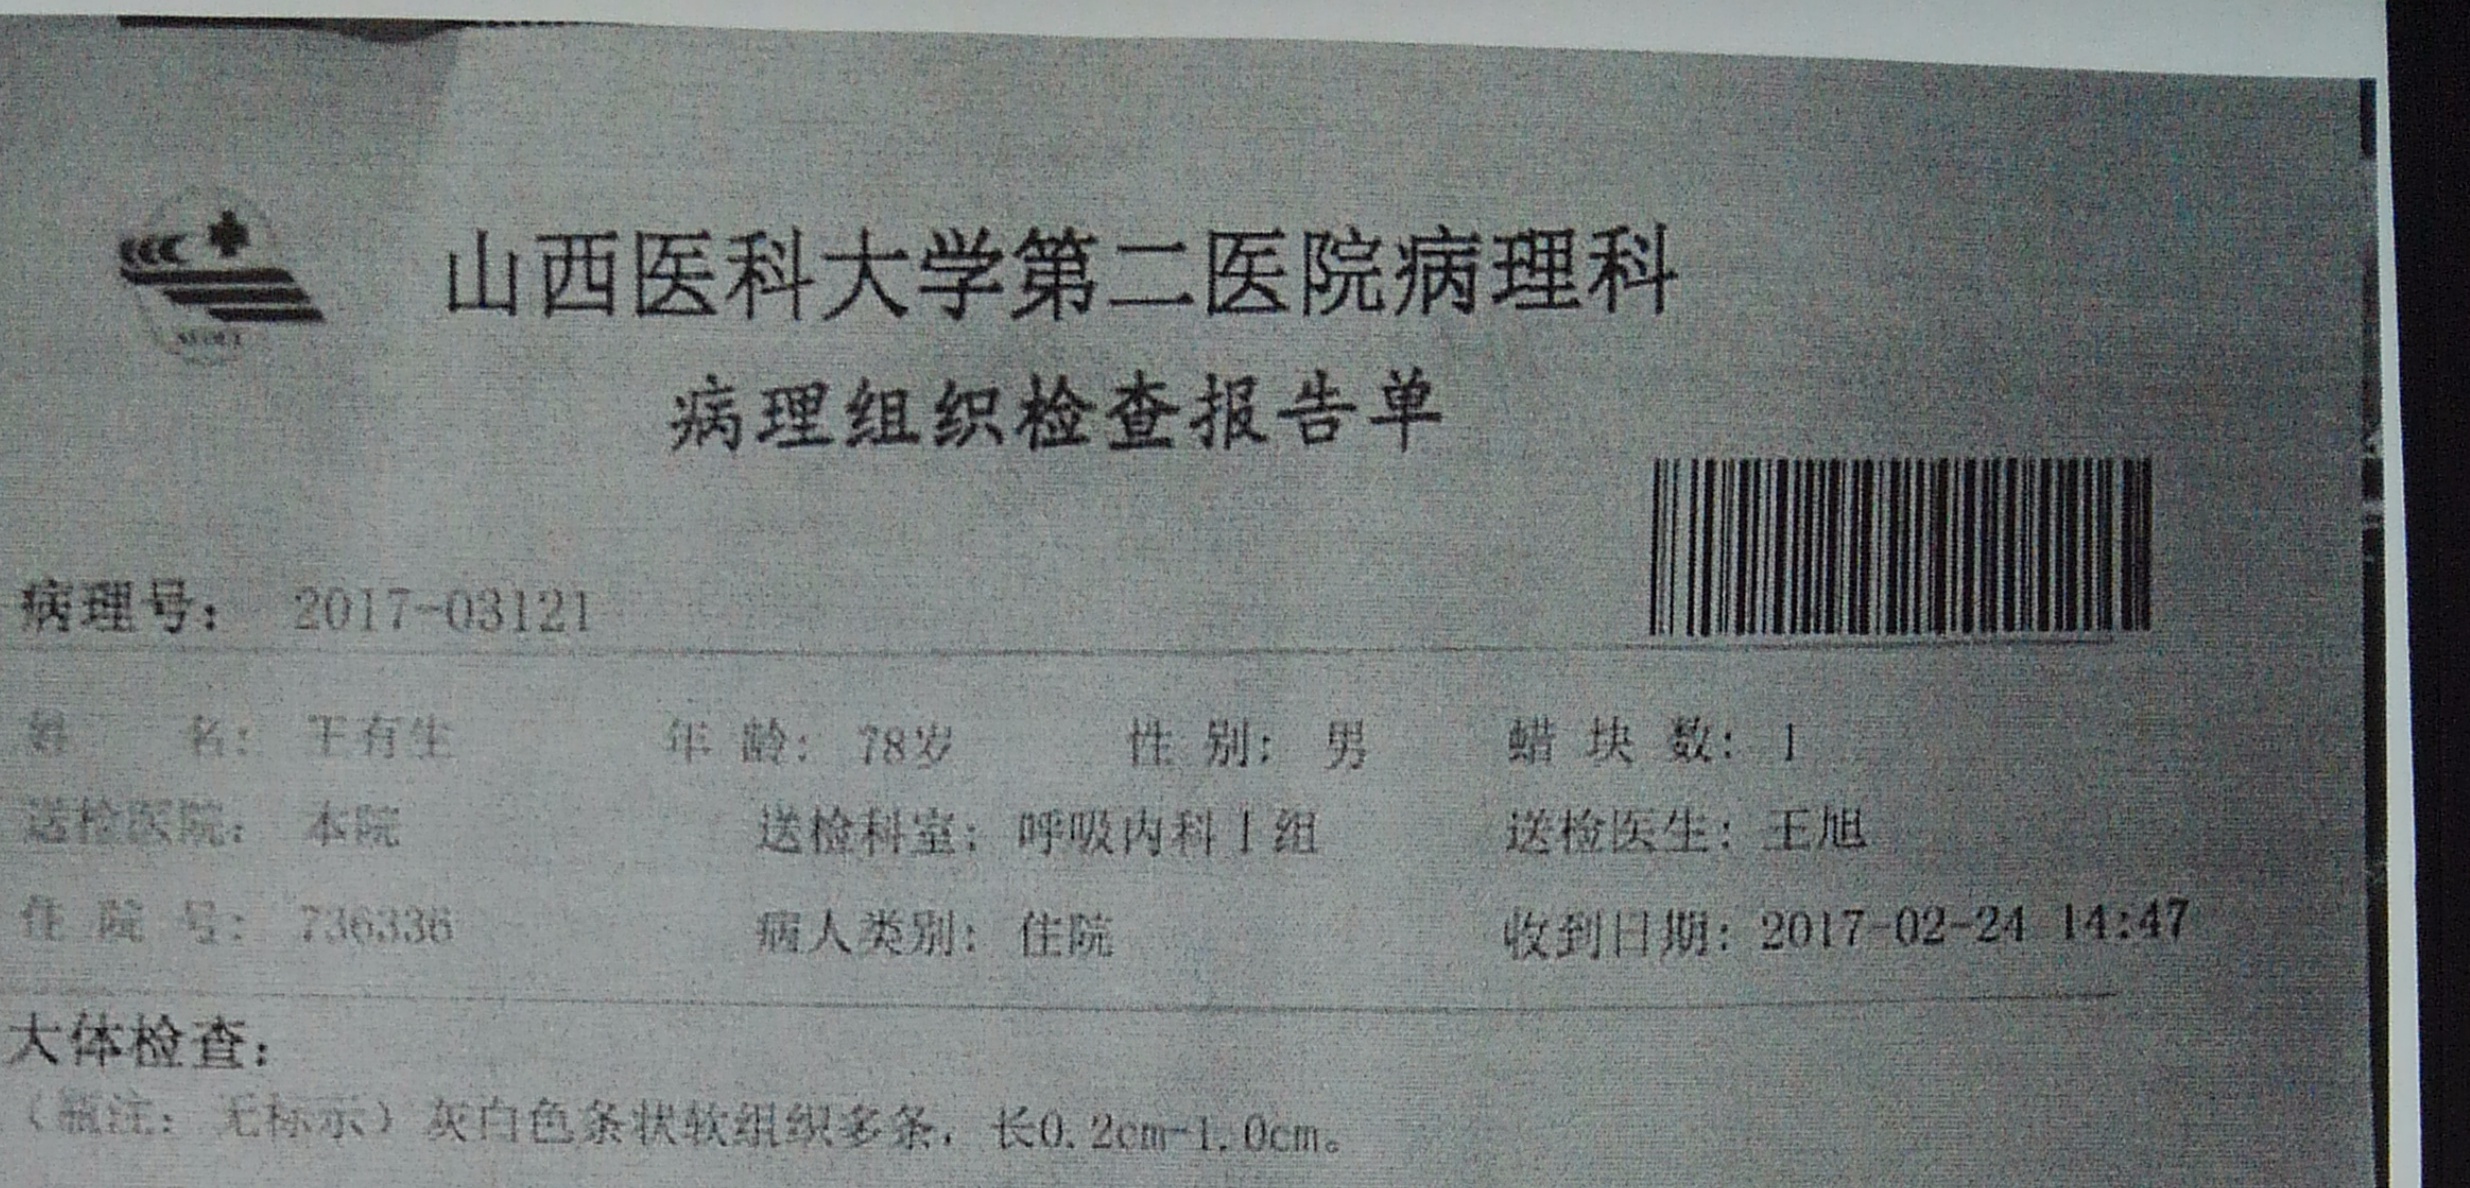 山西医科大学第二医院病理科
病理组织检查报告单
病理号: 2017-03121
姓 名: 王有生 年 龄: 78岁 性 别: 男 蜡 块 数: 1
送检医院: 本院 送检科室: 呼吸内科Ⅰ组 送检医生: 王旭
住 院 号: 736336 病人类别: 住院 收到日期: 2017-02-24 14:47
大体检查:
(瓶注: 无标示) 灰白色条状软组织多条, 长0.2cm-1.0cm。